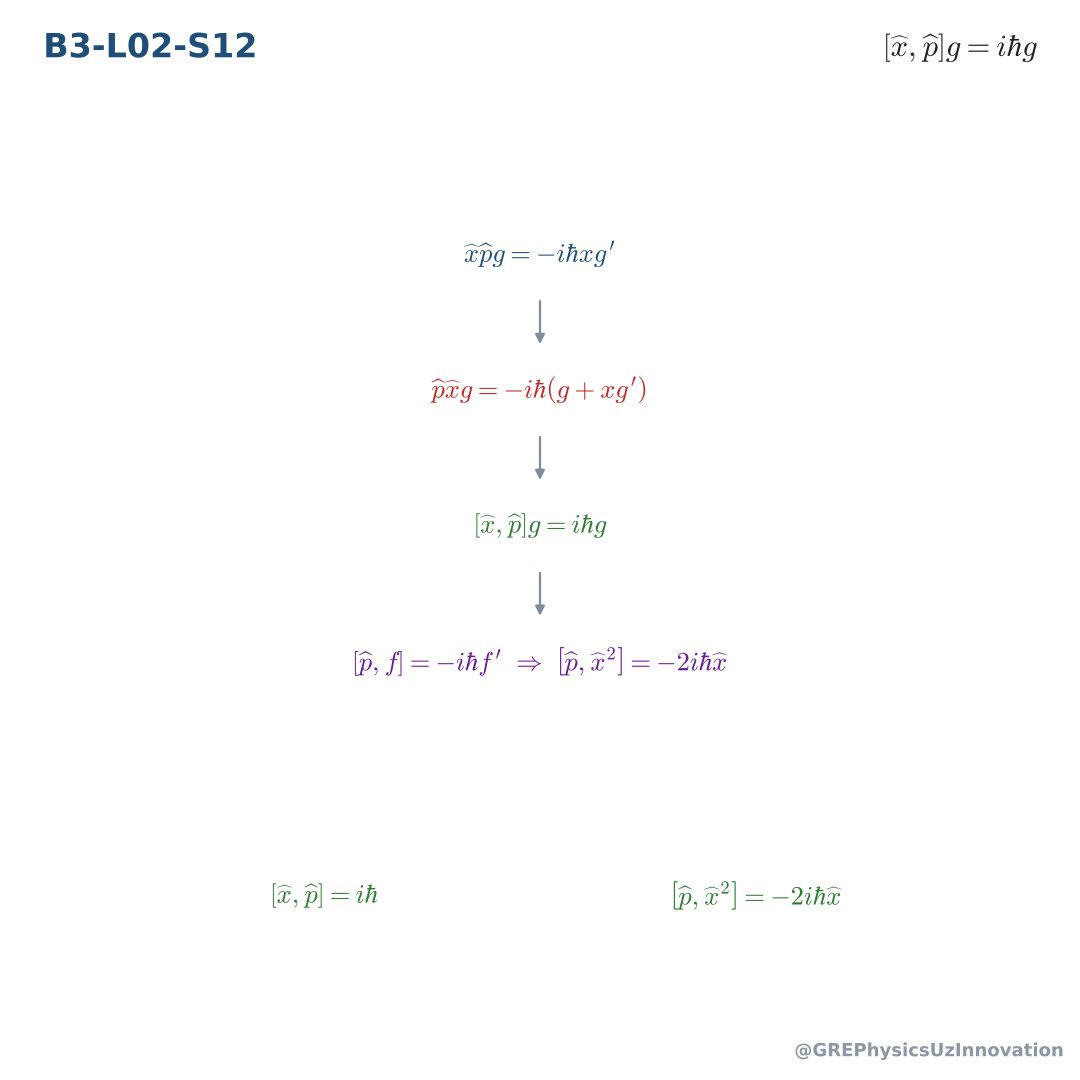 B3-L02-S12
[x̂, p̂]g = iħg
x̂p̂g = −iħxg′
p̂x̂g = −iħ(g + xg′)
[x̂, p̂]g = iħg
[p̂, f] = −iħf′ ⇒ [p̂, x̂²] = −2iħx̂
[x̂, p̂] = iħ
[p̂, x̂²] = −2iħx̂
@GREPhysicsUzInnovation